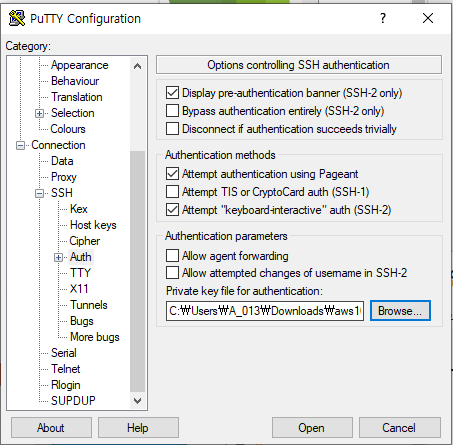 PuTTY Configuration
?
Category:
Appearance
Behaviour
Translation
Selection
Colours
Connection
Data
Proxy
SSH
Kex
Host keys
Cipher
Auth
TTY
X11
Tunnels
Bugs
More bugs
Serial
Telnet
Rlogin
SUPDUP
Options controlling SSH authentication
Display pre-authentication banner (SSH-2 only)
Bypass authentication entirely (SSH-2 only)
Disconnect if authentication succeeds trivially
Authentication methods
Attempt authentication using Pageant
Attempt TIS or CryptoCard auth (SSH-1)
Attempt "keyboard-interactive" auth (SSH-2)
Authentication parameters
Allow agent forwarding
Allow attempted changes of username in SSH-2
Private key file for authentication:
C:₩Users₩A_013₩Downloads₩aws1 Browse...
About Help Open Cancel